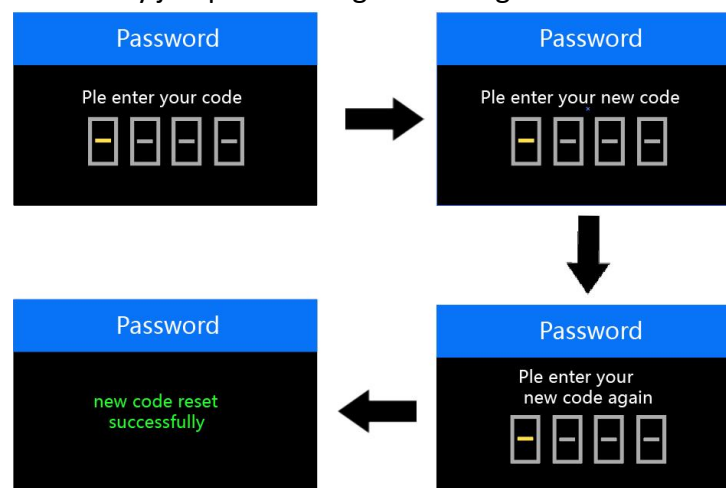 Password
Ple enter your code
Password
Ple enter your new code
Password
Ple enter your
new code again
Password
new code reset
successfully